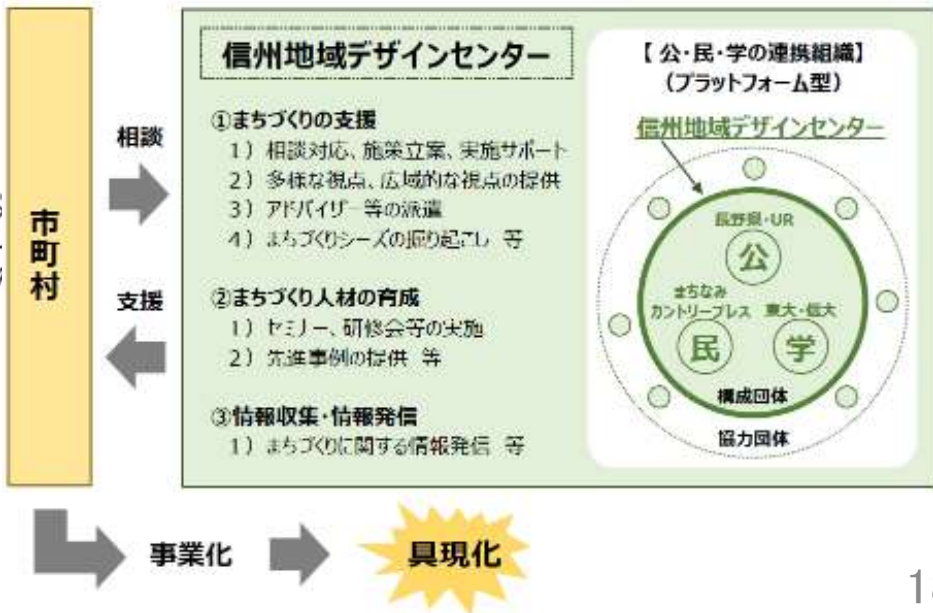 市町村
相談
支援
信州地域デザインセンター
①まちづくりの支援
1）相談対応、施策立案、実施サポート
2）多様な視点、広域的な視点の提供
3）アドバイザー等の派遣
4）まちづくりシーズの掘り起こし 等
②まちづくり人材の育成
1）セミナー、研修会等の実施
2）先進事例の提供 等
③情報収集・情報発信
1）まちづくりに関する情報発信 等
【 公・民・学の連携組織】
（プラットフォーム型）
信州地域デザインセンター
長野県・UR
公
まちなみ
カントリープレス
民
東大・信大
学
構成団体
協力団体
事業化
具現化